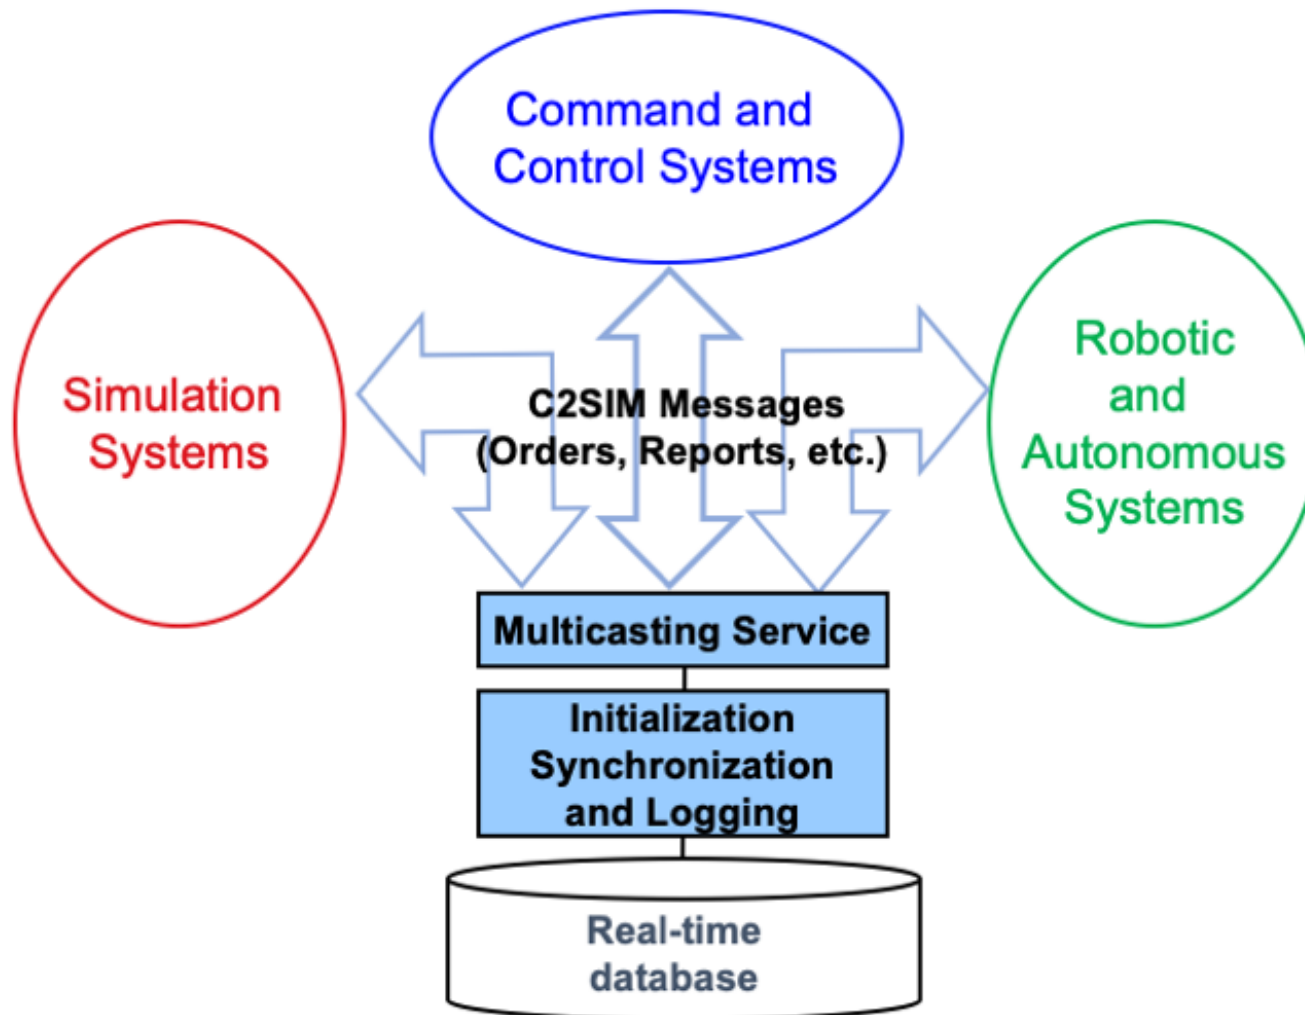 Command and
Control Systems
Simulation
Systems
Robotic
and
Autonomous
Systems
C2SIM Messages
(Orders, Reports, etc.)
Multicasting Service
Initialization
Synchronization
and Logging
Real-time
database